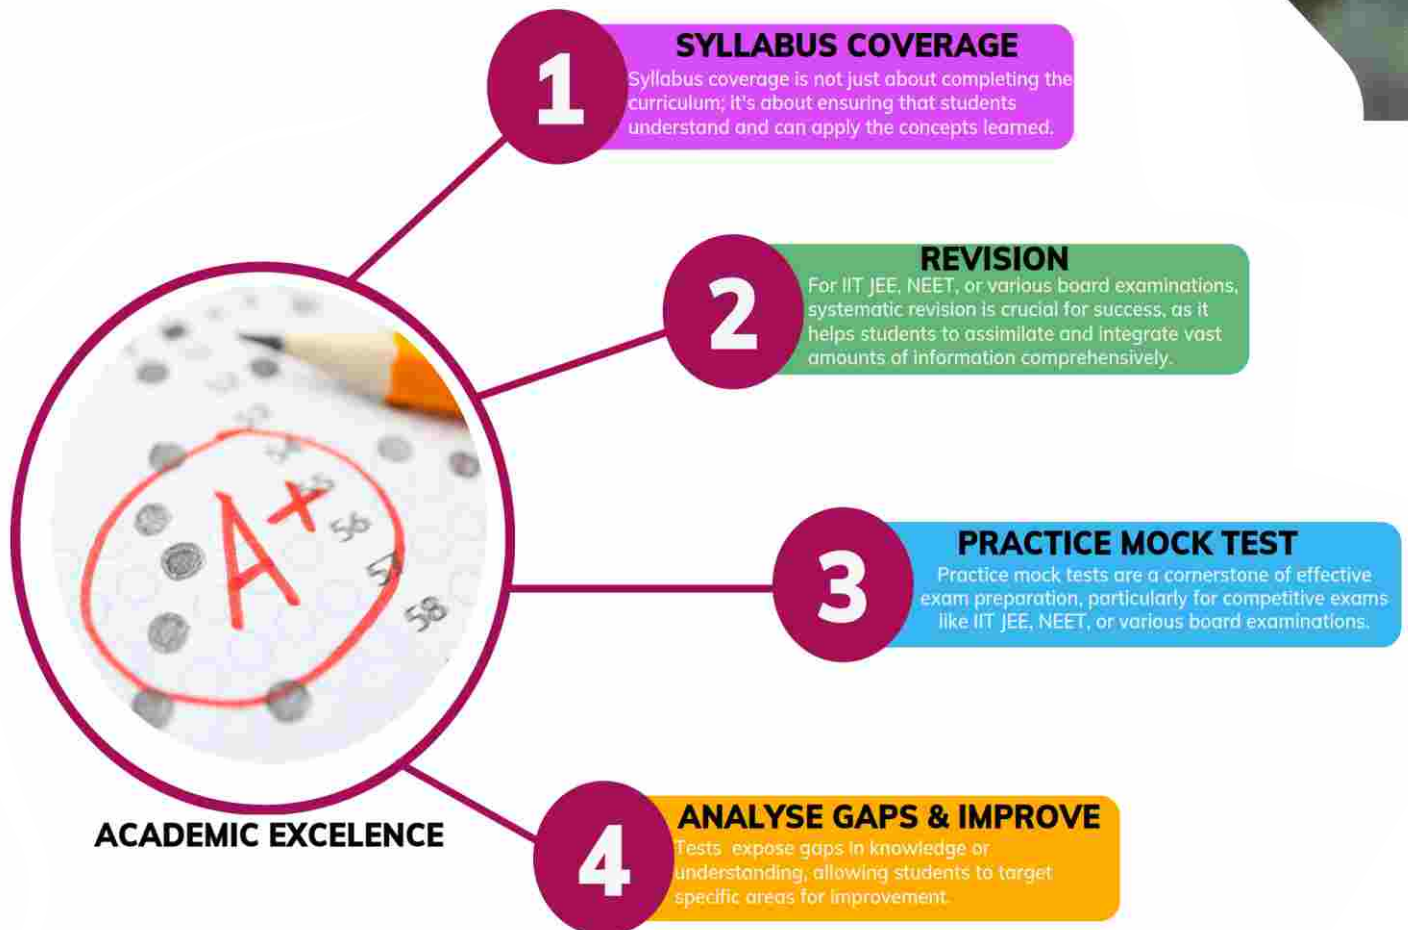 1
SYLLABUS COVERAGE
Syllabus coverage is not just about completing the
curriculum; it's about ensuring that students
understand and can apply the concepts learned.
2
REVISION
For IIT JEE, NEET, or various board examinations,
systematic revision is crucial for success, as it
helps students to assimilate and integrate vast
amounts of information comprehensively.
3
PRACTICE MOCK TEST
Practice mock tests are a cornerstone of effective
exam preparation, particularly for competitive exams
like IIT JEE, NEET, or various board examinations.
4
ANALYSE GAPS & IMPROVE
Tests expose gaps in knowledge or
understanding, allowing students to target
specific areas for improvement.
A+
56
57
58
ACADEMIC EXCELENCE